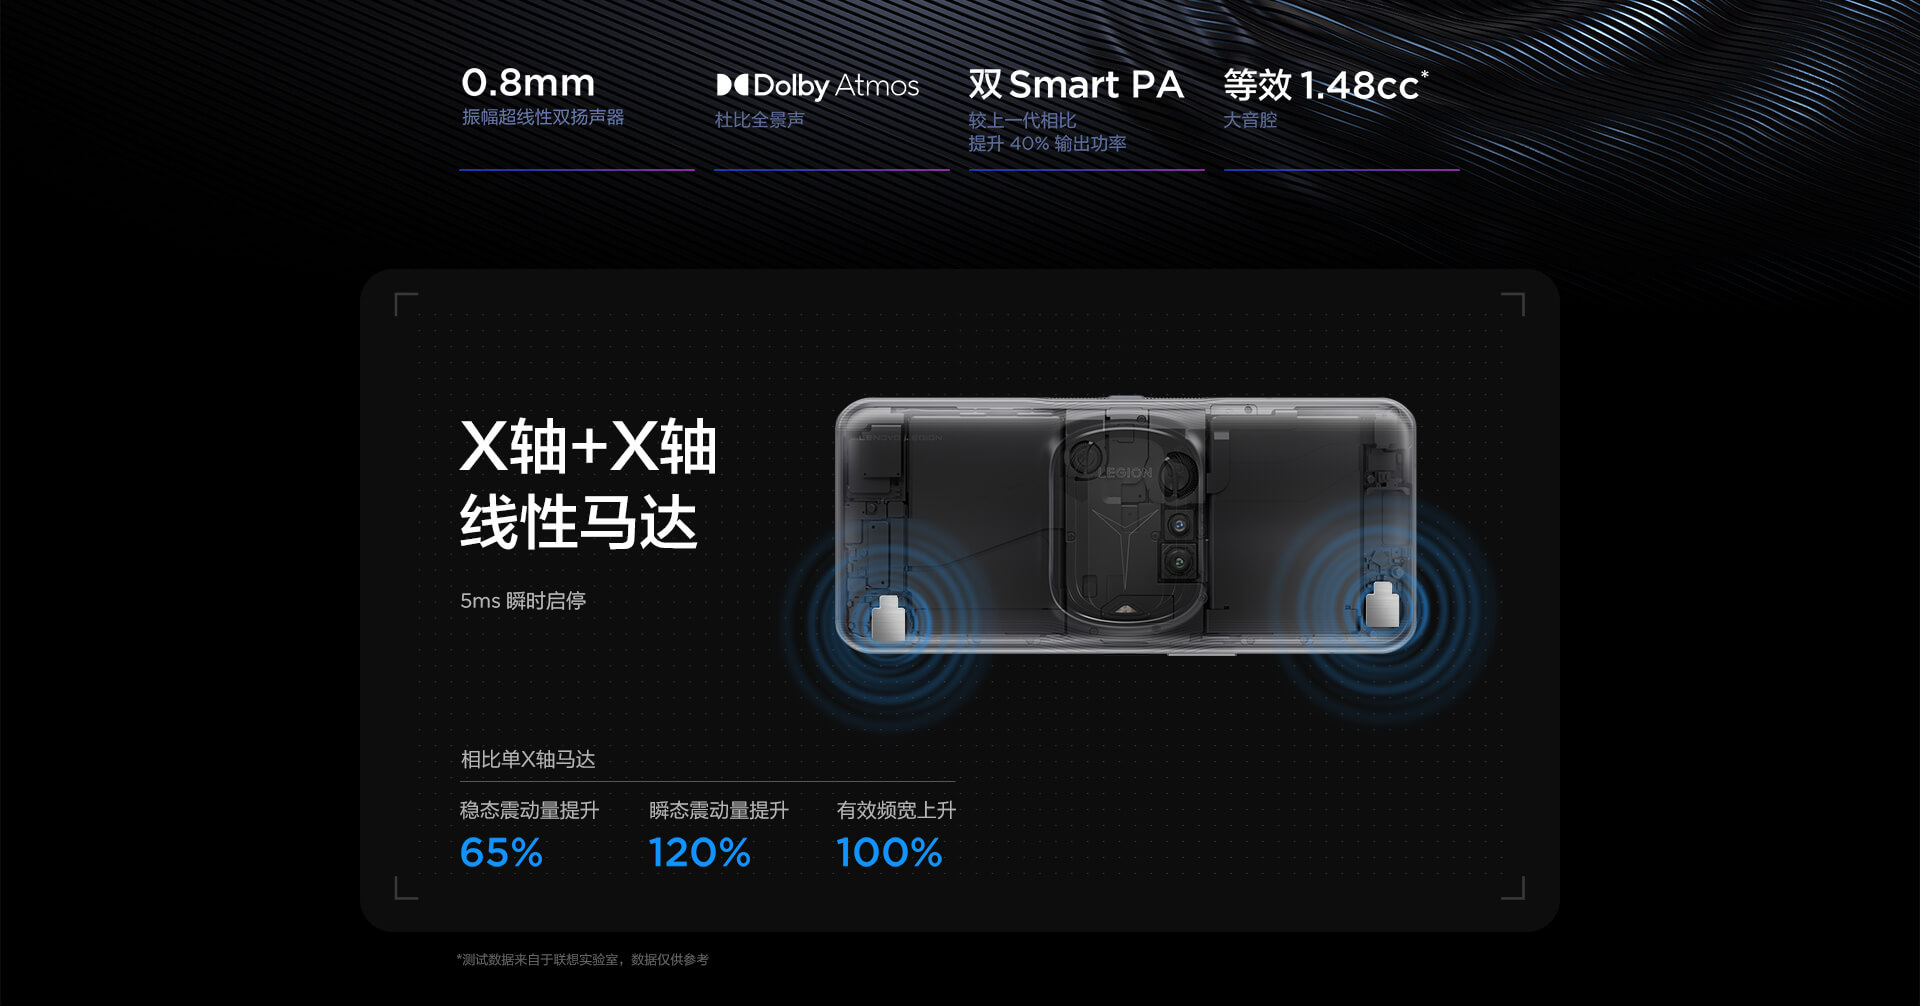 0.8mm
振幅超线性双扬声器
Dolby Atmos
杜比全景声
双 Smart PA
较上一代相比
提升 40% 输出功率
等效 1.48cc*
大音腔
X轴+X轴
线性马达
5ms 瞬时启停
LENOVO LEGION
LEGION
相比单X轴马达
稳态震动量提升
65%
瞬态震动量提升
120%
有效频宽上升
100%
*测试数据来自于联想实验室，数据仅供参考